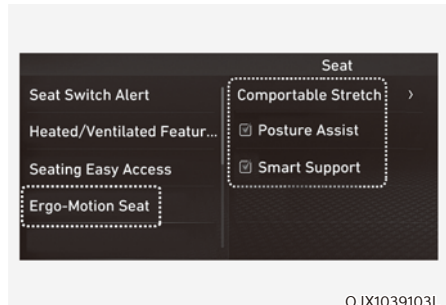 Seat
Seat Switch Alert
Heated/Ventilated Featur...
Seating Easy Access
Ergo-Motion Seat
Comportable Stretch >
Posture Assist
Smart Support
OJX1039103L